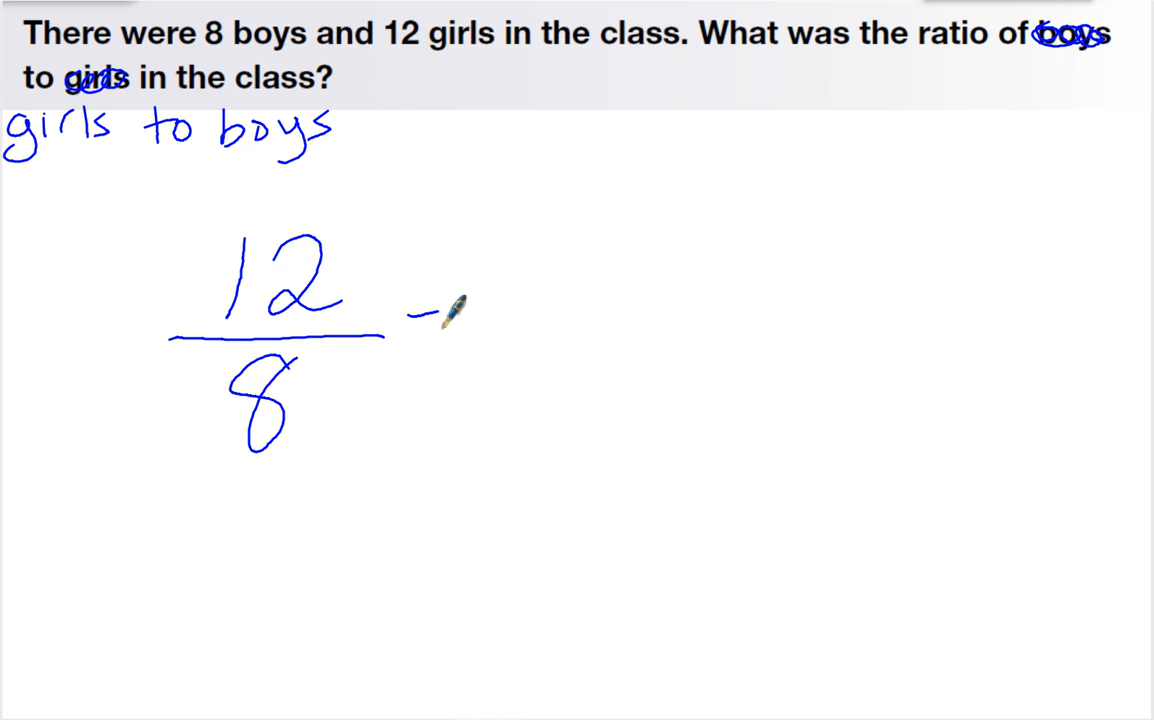 There were 8 boys and 12 girls in the class. What was the ratio of boys
to girls in the class?
girls to boys
12
8